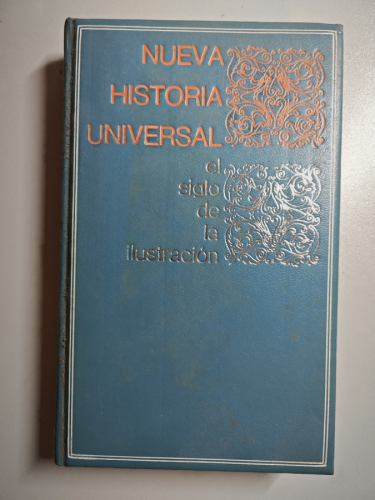 NUEVA
HISTORIA
UNIVERSAL
el
siglo
de
la
ilustración